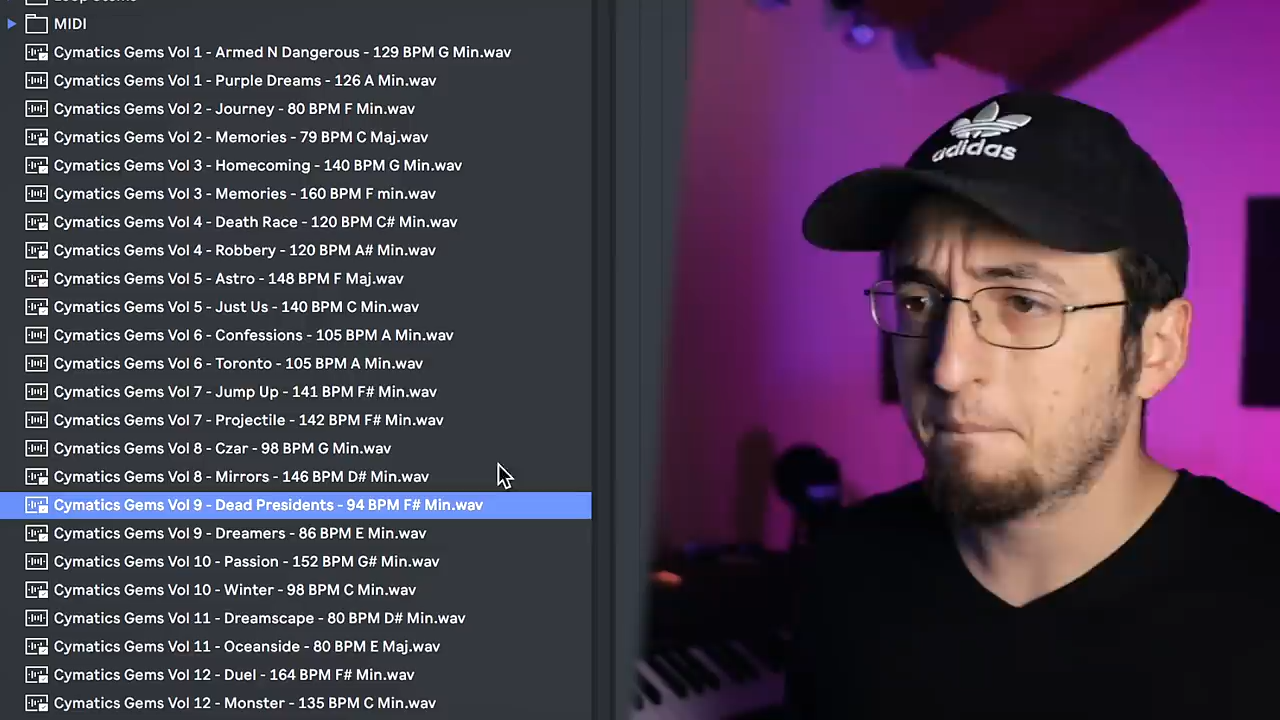 MIDI
Cymatics Gems Vol 1 - Armed N Dangerous - 129 BPM G Min.wav
Cymatics Gems Vol 1 - Purple Dreams - 126 A Min.wav
Cymatics Gems Vol 2 - Journey - 80 BPM F Min.wav
Cymatics Gems Vol 2 - Memories - 79 BPM C Maj.wav
Cymatics Gems Vol 3 - Homecoming - 140 BPM G Min.wav
Cymatics Gems Vol 3 - Memories - 160 BPM F min.wav
Cymatics Gems Vol 4 - Death Race - 120 BPM C# Min.wav
Cymatics Gems Vol 4 - Robbery - 120 BPM A# Min.wav
Cymatics Gems Vol 5 - Astro - 148 BPM F Maj.wav
Cymatics Gems Vol 5 - Just Us - 140 BPM C Min.wav
Cymatics Gems Vol 6 - Confessions - 105 BPM A Min.wav
Cymatics Gems Vol 6 - Toronto - 105 BPM A Min.wav
Cymatics Gems Vol 7 - Jump Up - 141 BPM F# Min.wav
Cymatics Gems Vol 7 - Projectile - 142 BPM F# Min.wav
Cymatics Gems Vol 8 - Czar - 98 BPM G Min.wav
Cymatics Gems Vol 8 - Mirrors - 146 BPM D# Min.wav
Cymatics Gems Vol 9 - Dead Presidents - 94 BPM F# Min.wav
Cymatics Gems Vol 9 - Dreamers - 86 BPM E Min.wav
Cymatics Gems Vol 10 - Passion - 152 BPM G# Min.wav
Cymatics Gems Vol 10 - Winter - 98 BPM C Min.wav
Cymatics Gems Vol 11 - Dreamscape - 80 BPM D# Min.wav
Cymatics Gems Vol 11 - Oceanside - 80 BPM E Maj.wav
Cymatics Gems Vol 12 - Duel - 164 BPM F# Min.wav
Cymatics Gems Vol 12 - Monster - 135 BPM C Min.wav
adidas